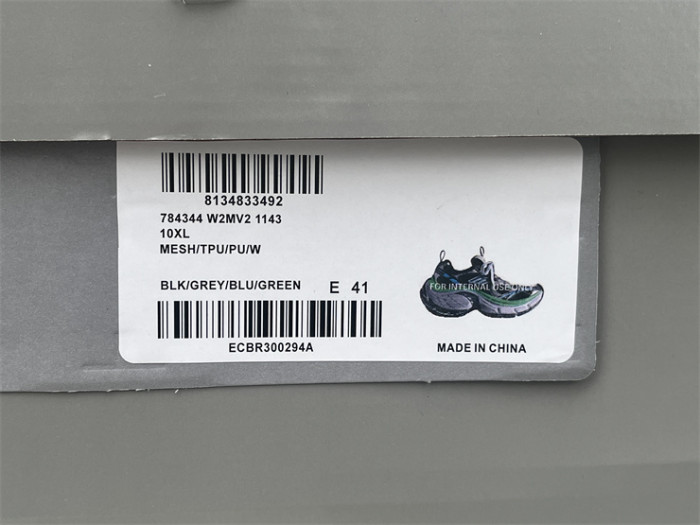 8134833492
784344 W2MV2 1143
10XL
MESH/TPU/PU/W
BLK/GREY/BLU/GREEN E 41
FOR INTERNAL USE ONLY
ECBR300294A
MADE IN CHINA